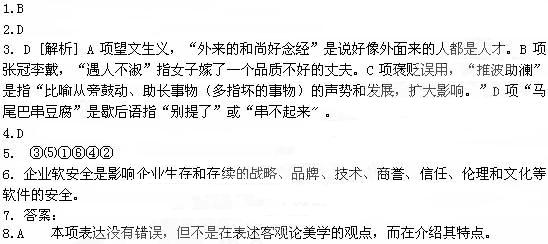 1.B
2.D
3. D [解析] A 项望文生义，“外来的和尚好念经”是说好像外面来的人都是人才。B 项
张冠李戴，“遇人不淑”指女子嫁了一个品质不好的丈夫。C 项褒贬误用，“推波助澜”
是指“比喻从旁鼓动、助长事物（多指坏的事物）的声势和发展，扩大影响。”D 项“马
尾巴串豆腐”是歇后语指“别提了”或“串不起来”。
4.D
5. ③⑸①⑥④②
6. 企业软安全是影响企业生存和存续的战略、品牌、技术、商誉、信任、伦理和文化等
软件的安全。
7. 答案：
8.A 本项表达没有错误，但不是在表述客观论美学的观点，而在介绍其特点。